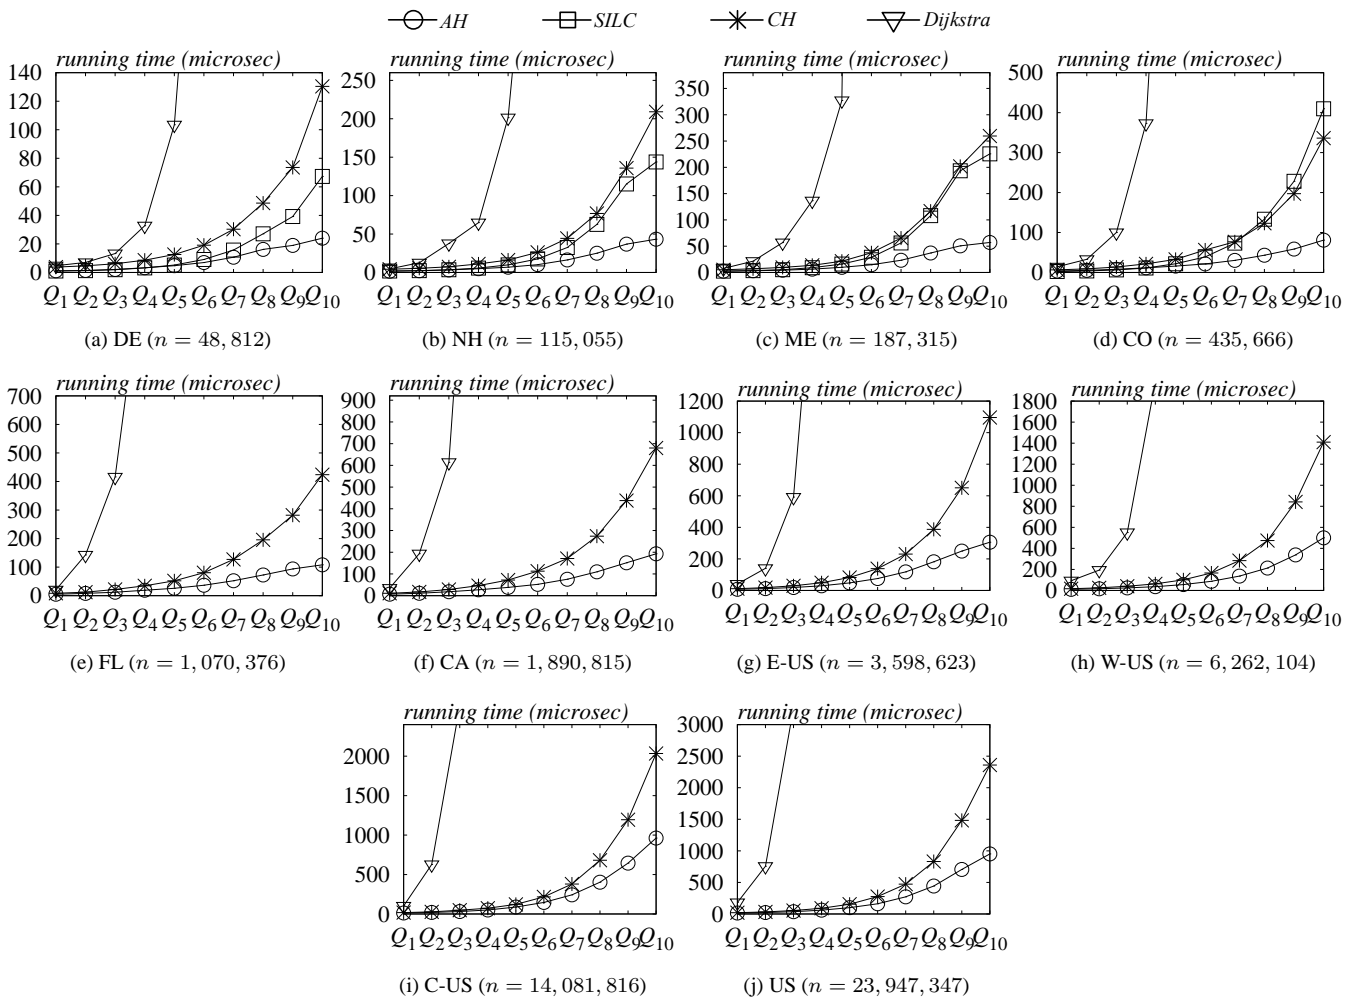 AH SILC CH Dijkstra
running time (microsec) running time (microsec) running time (microsec) running time (microsec)
140 250 350 500
120 200 300 400
100 150 250 300
80 100 200 200
60 50 150 100
40 0 100 0
20 50
0 0
Q1 Q2 Q3 Q4 Q5 Q6 Q7 Q8 Q9 Q10 Q1 Q2 Q3 Q4 Q5 Q6 Q7 Q8 Q9 Q10 Q1 Q2 Q3 Q4 Q5 Q6 Q7 Q8 Q9 Q10 Q1 Q2 Q3 Q4 Q5 Q6 Q7 Q8 Q9 Q10
(a) DE (n = 48, 812) (b) NH (n = 115, 055) (c) ME (n = 187, 315) (d) CO (n = 435, 666)
running time (microsec) running time (microsec) running time (microsec) running time (microsec)
700 900 1200 1800
600 800 1000 1600
500 700 800 1400
400 600 600 1200
300 500 400 1000
200 400 200 800
100 300 0 600
0 200 400
100 200
0 0
Q1 Q2 Q3 Q4 Q5 Q6 Q7 Q8 Q9 Q10 Q1 Q2 Q3 Q4 Q5 Q6 Q7 Q8 Q9 Q10 Q1 Q2 Q3 Q4 Q5 Q6 Q7 Q8 Q9 Q10 Q1 Q2 Q3 Q4 Q5 Q6 Q7 Q8 Q9 Q10
(e) FL (n = 1, 070, 376) (f) CA (n = 1, 890, 815) (g) E-US (n = 3, 598, 623) (h) W-US (n = 6, 262, 104)
running time (microsec) running time (microsec)
2000 3000
1500 2500
1000 2000
500 1500
0 1000
500
0
Q1 Q2 Q3 Q4 Q5 Q6 Q7 Q8 Q9 Q10 Q1 Q2 Q3 Q4 Q5 Q6 Q7 Q8 Q9 Q10
(i) C-US (n = 14, 081, 816) (j) US (n = 23, 947, 347)